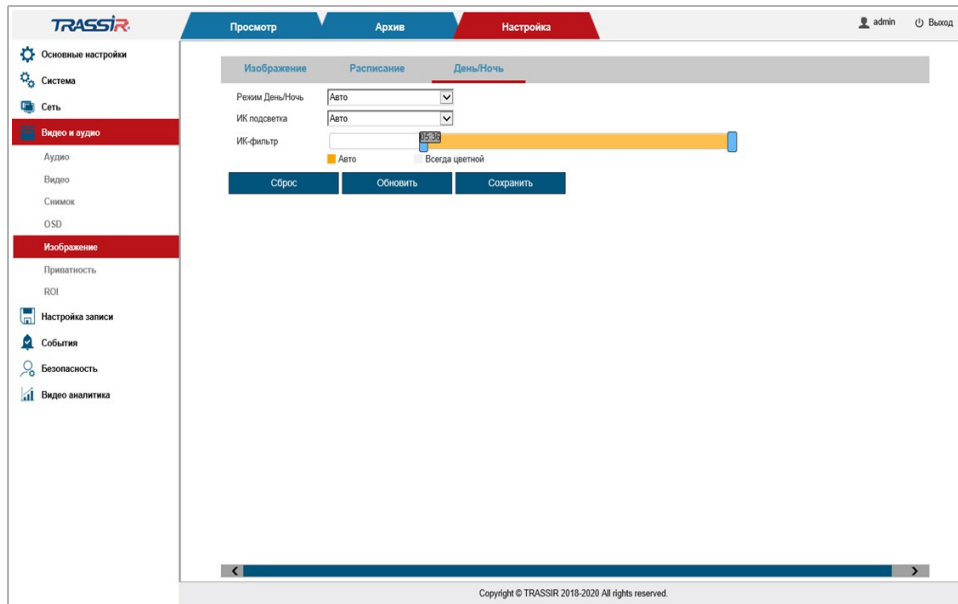 TRASSIR
Просмотр
Архив
Настройка
admin
Выход
Основные настройки
Система
Сеть
Видео и аудио
Аудио
Видео
Снимок
OSD
Изображение
Приватность
ROI
Настройка записи
События
Безопасность
Видео аналитика
Изображение
Расписание
День/Ночь
Режим День/Ночь
Авто
ИК подсветка
Авто
ИК-фильтр
05:36
Авто
Всегда цветной
Сброс
Обновить
Сохранить
Copyright © TRASSIR 2018-2020 All rights reserved.